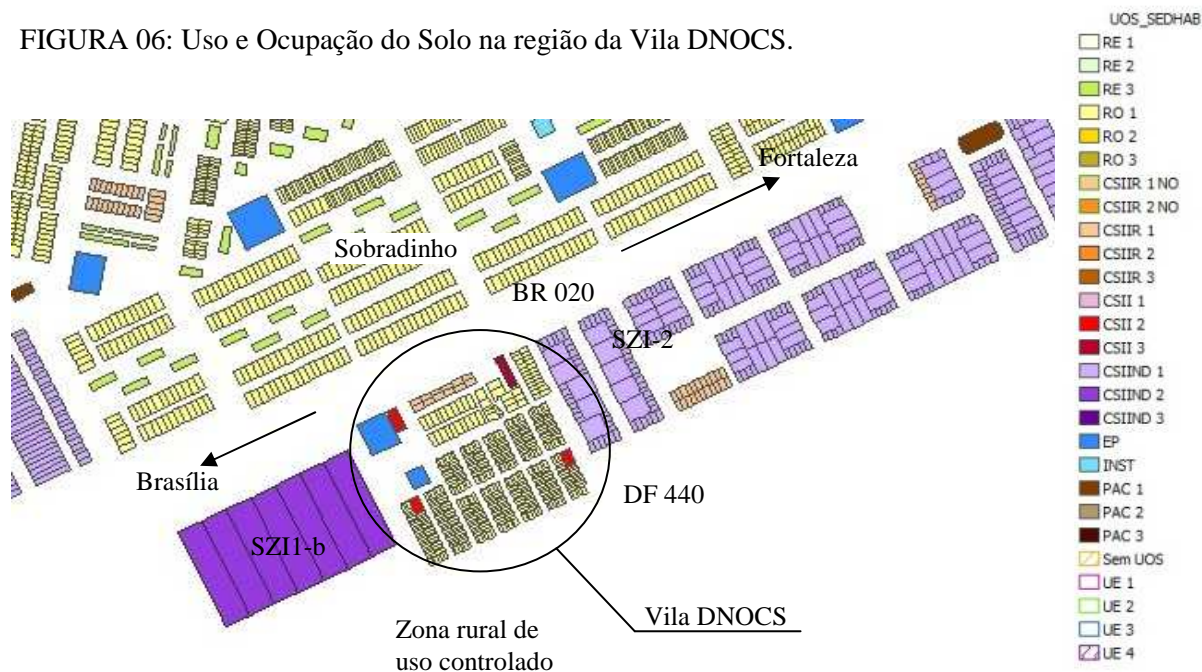 FIGURA 06: Uso e Ocupação do Solo na região da Vila DNOCS.
Fortaleza
Sobradinho
BR 020
SZI-2
Brasília
SZI1-b
DF 440
Vila DNOCS
Zona rural de
uso controlado
UOS_SEDHAB
RE 1
RE 2
RE 3
RO 1
RO 2
RO 3
CSIIR 1 NO
CSIIR 2 NO
CSIIR 1
CSIIR 2
CSIIR 3
CSII 1
CSII 2
CSII 3
CSIIND 1
CSIIND 2
CSIIND 3
EP
INST
PAC 1
PAC 2
PAC 3
Sem UOS
UE 1
UE 2
UE 3
UE 4